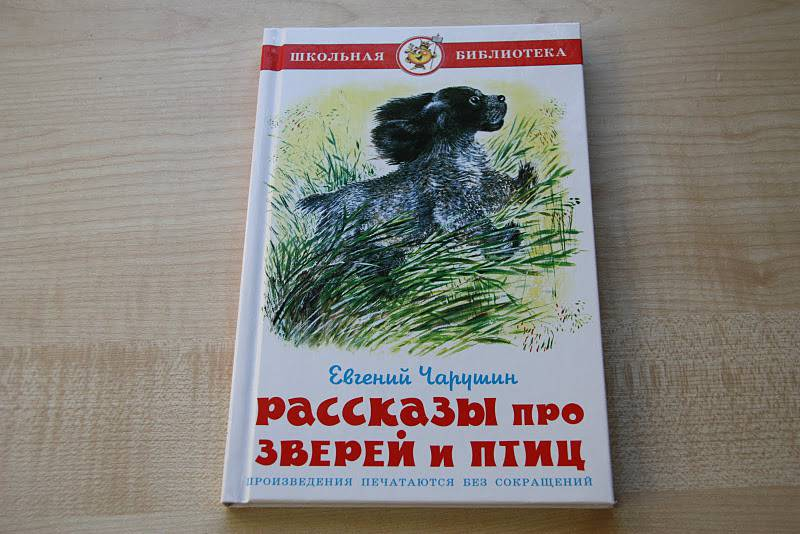 ШКОЛЬНАЯ БИБЛИОТЕКА
Евгений Чарушин
РАССКАЗЫ ПРО
ЗВЕРЕЙ И ПТИЦ
ПРОИЗВЕДЕНИЯ ПЕЧАТАЮТСЯ БЕЗ СОКРАЩЕНИЙ